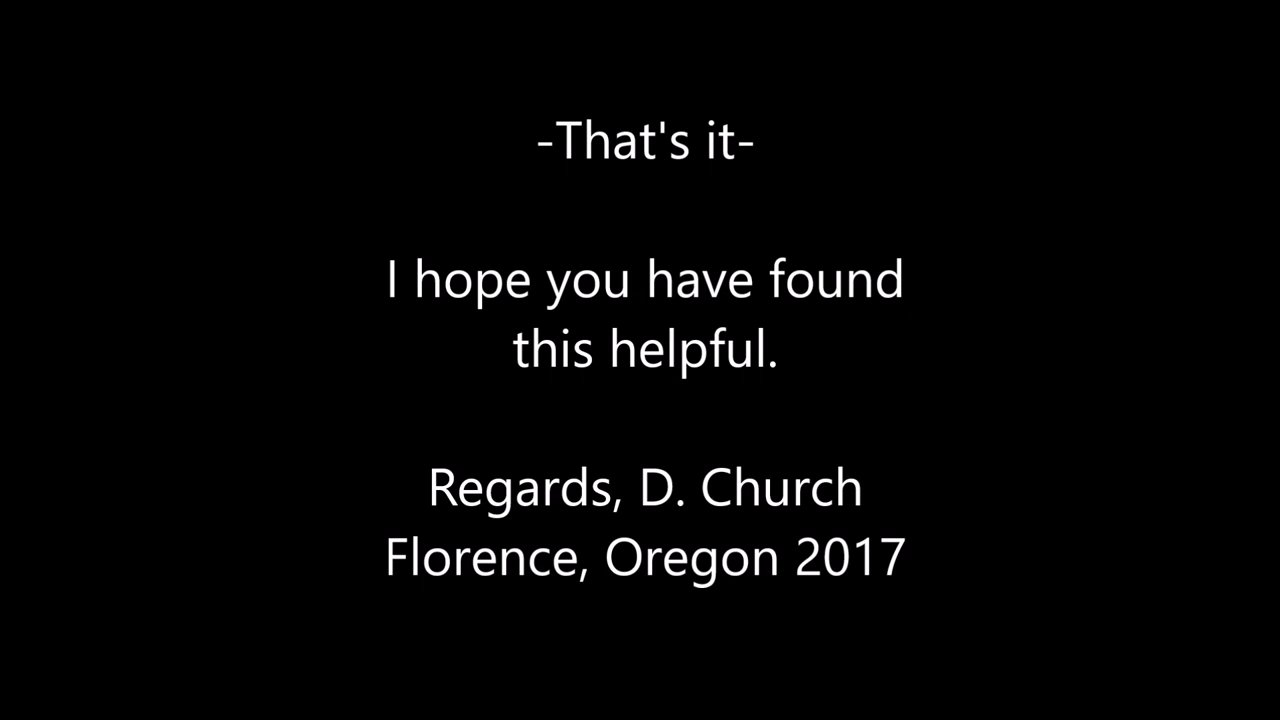 -That's it-
I hope you have found
this helpful.
Regards, D. Church
Florence, Oregon 2017